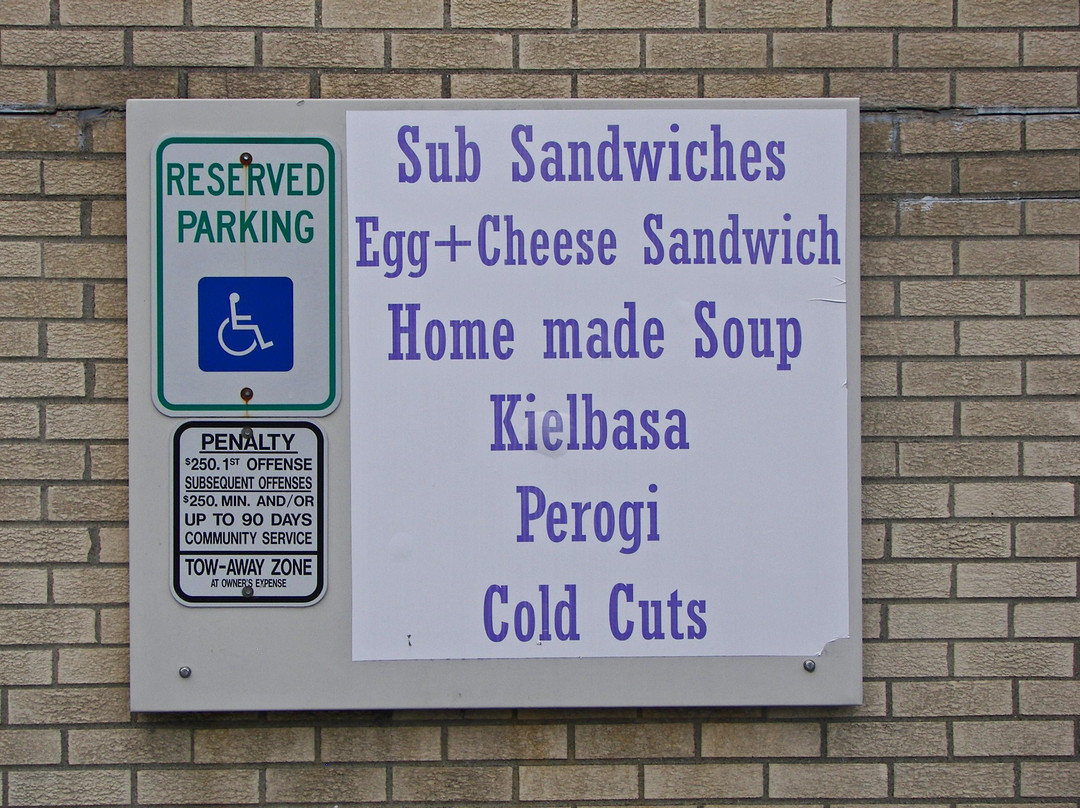 RESERVED
PARKING
PENALTY
$250. 1ST OFFENSE
SUBSEQUENT OFFENSES
$250. MIN. AND/OR
UP TO 90 DAYS
COMMUNITY SERVICE
TOW-AWAY ZONE
AT OWNER'S EXPENSE
Sub Sandwiches
Egg+Cheese Sandwich
Home made Soup
Kielbasa
Perogi
Cold Cuts